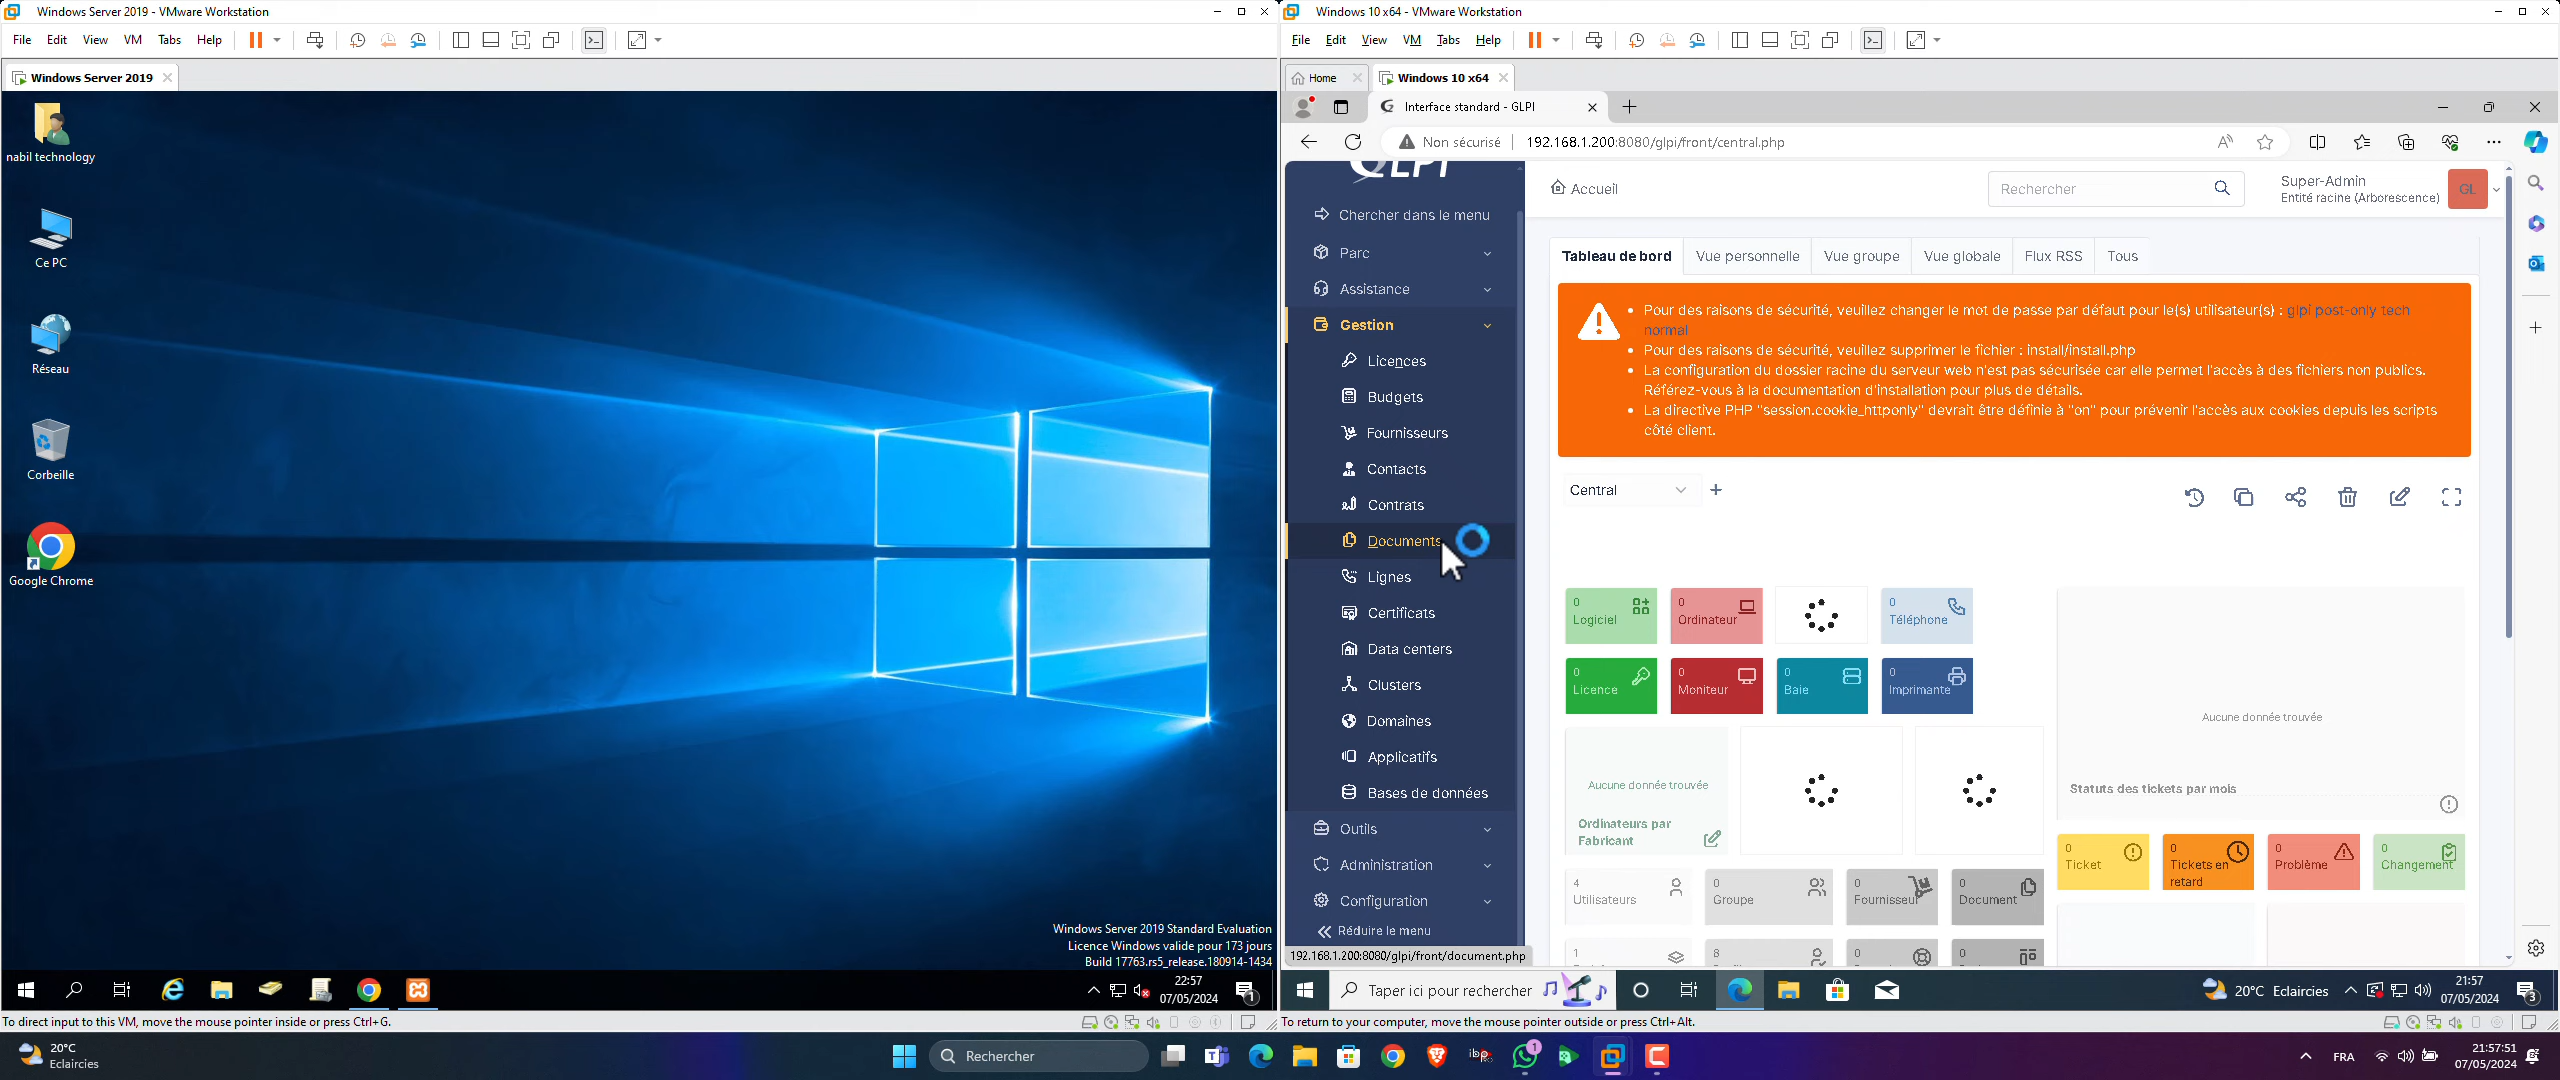 Windows Server 2019 - VMware Workstation
File Edit View VM Tabs Help
Windows Server 2019
nabil technology
Ce PC
Réseau
Corbeille
Google Chrome
Windows Server 2019 Standard Evaluation
Licence Windows valide pour 173 jours
Build 17763.rs5_release.180914-1434
22:57
07/05/2024
1
To direct input to this VM, move the mouse pointer inside or press Ctrl+G.
Windows 10 x64 - VMware Workstation
File Edit View VM Tabs Help
Home
Windows 10 x64
Interface standard - GLPI
Non sécurisé
192.168.1.200:8080/glpi/front/central.php
GLPI
Chercher dans le menu
Parc
Assistance
Gestion
Licences
Budgets
Fournisseurs
Contacts
Contrats
Documents
Lignes
Certificats
Data centers
Clusters
Domaines
Applicatifs
Bases de données
Outils
Administration
Configuration
Réduire le menu
192.168.1.200:8080/glpi/front/document.php
Accueil
Rechercher
Super-Admin
Entité racine (Arborescence)
GL
Tableau de bord
Vue personnelle
Vue groupe
Vue globale
Flux RSS
Tous
Pour des raisons de sécurité, veuillez changer le mot de passe par défaut pour le(s) utilisateur(s) : glpi post-only tech
normal
Pour des raisons de sécurité, veuillez supprimer le fichier : install/install.php
La configuration du dossier racine du serveur web n'est pas sécurisée car elle permet l'accès à des fichiers non publics.
Référez-vous à la documentation d'installation pour plus de détails.
La directive PHP "session.cookie_httponly" devrait être définie à "on" pour prévenir l'accès aux cookies depuis les scripts
côté client.
Central
0
Logiciel
0
Ordinateur
0
Téléphone
0
Licence
0
Moniteur
0
Baie
0
Imprimante
Aucune donnée trouvée
Ordinateurs par
Fabricant
Aucune donnée trouvée
Statuts des tickets par mois
4
Utilisateurs
0
Groupe
0
Fournisseur
0
Document
0
Ticket
0
Tickets en
retard
0
Problème
0
Changement
1
8
0
0
Taper ici pour rechercher
20°C Eclaircies
21:57
07/05/2024
3
To return to your computer, move the mouse pointer outside or press Ctrl+Alt.
20°C
Eclaircies
Rechercher
ibp
1
FRA
21:57:51
07/05/2024